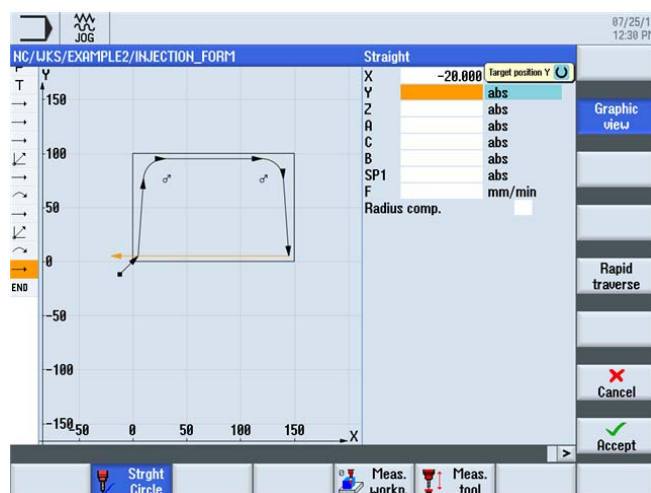 JOG
07/25/1
12:30 PM
NC/WKS/EXAMPLE2/INJECTION_FORM
Straight
X -20.000 Target position Y
Y abs
Z abs
A abs
C abs
B abs
SP1 abs
F mm/min
Radius comp.
T
END
Y
150
100
50
0
-50
-100
-150
-50 0 50 100 150
X
Graphic
view
Rapid
traverse
Cancel
Accept
>
Strght
Circle
Meas.
workp.
Meas.
tool